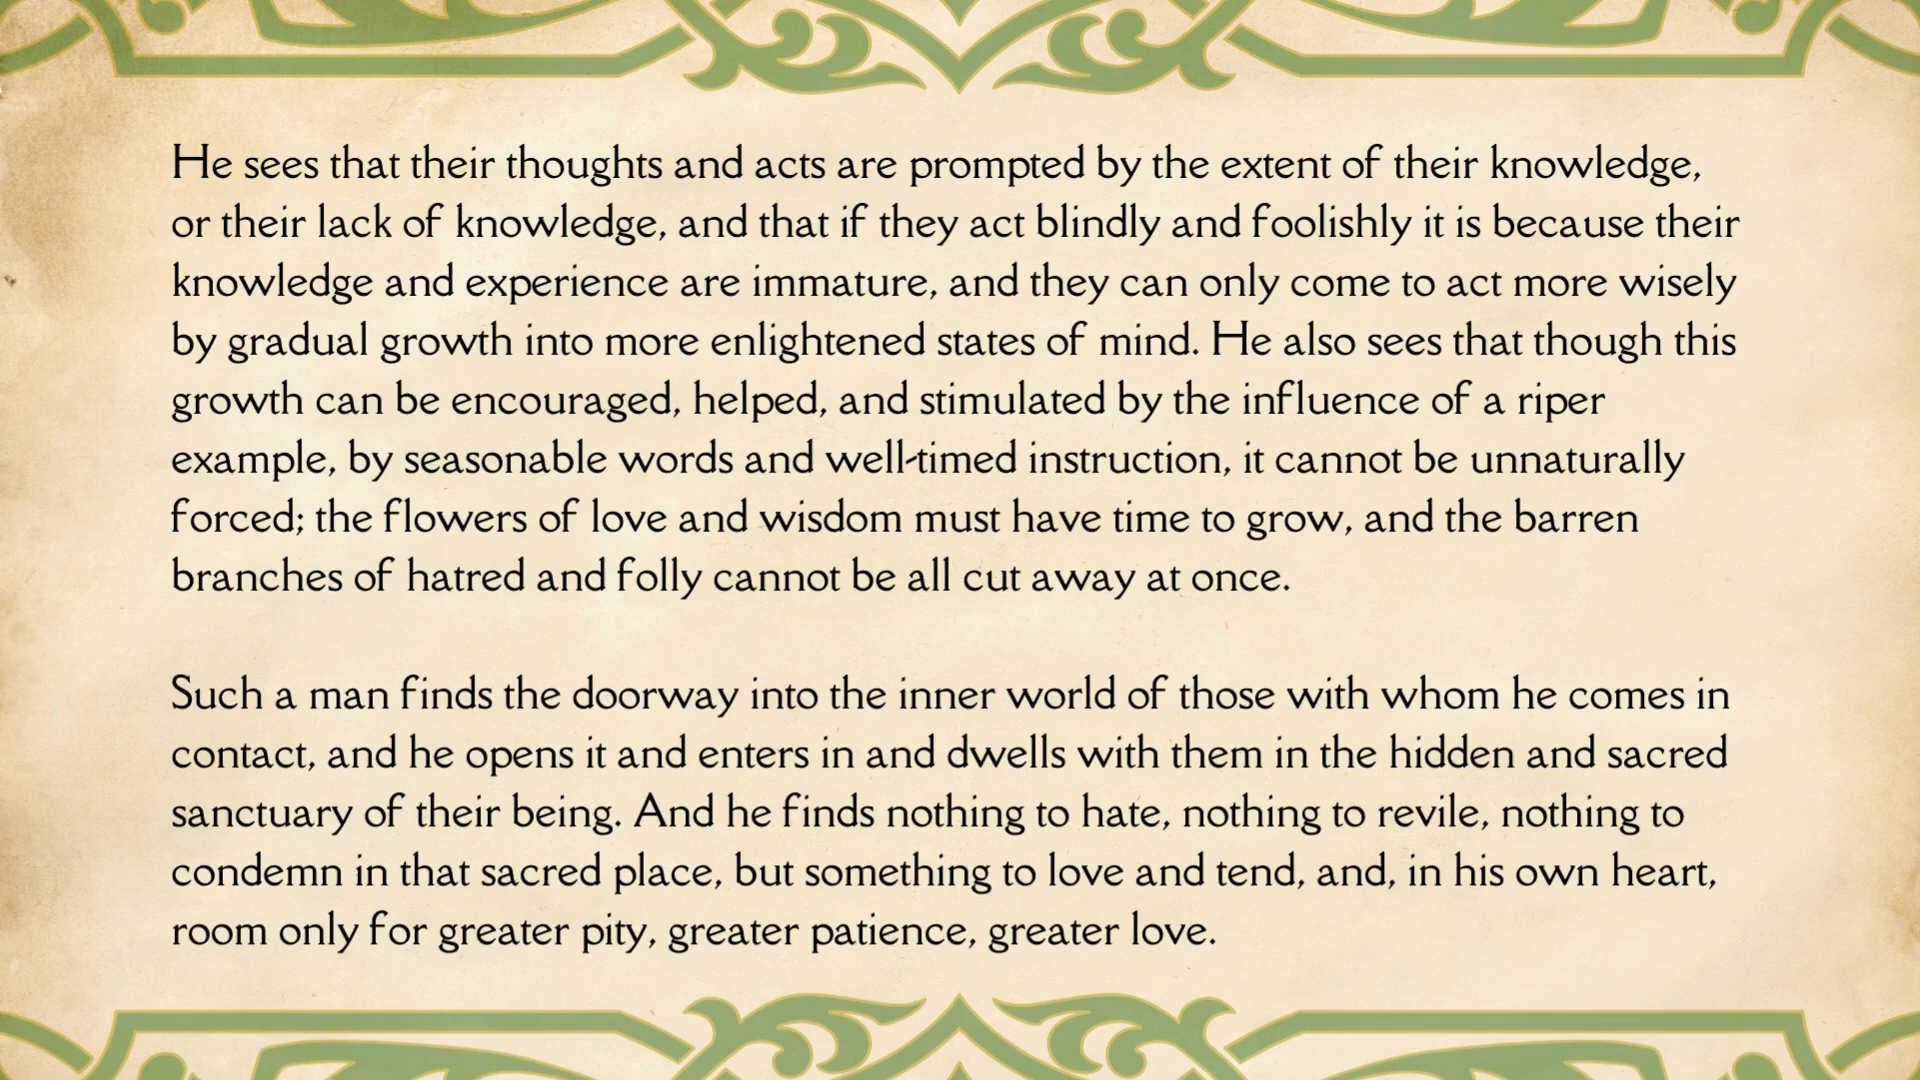 He sees that their thoughts and acts are prompted by the extent of their knowledge,
or their lack of knowledge, and that if they act blindly and foolishly it is because their
knowledge and experience are immature, and they can only come to act more wisely
by gradual growth into more enlightened states of mind. He also sees that though this
growth can be encouraged, helped, and stimulated by the influence of a riper
example, by seasonable words and well-timed instruction, it cannot be unnaturally
forced; the flowers of love and wisdom must have time to grow, and the barren
branches of hatred and folly cannot be all cut away at once.
Such a man finds the doorway into the inner world of those with whom he comes in
contact, and he opens it and enters in and dwells with them in the hidden and sacred
sanctuary of their being. And he finds nothing to hate, nothing to revile, nothing to
condemn in that sacred place, but something to love and tend, and, in his own heart,
room only for greater pity, greater patience, greater love.